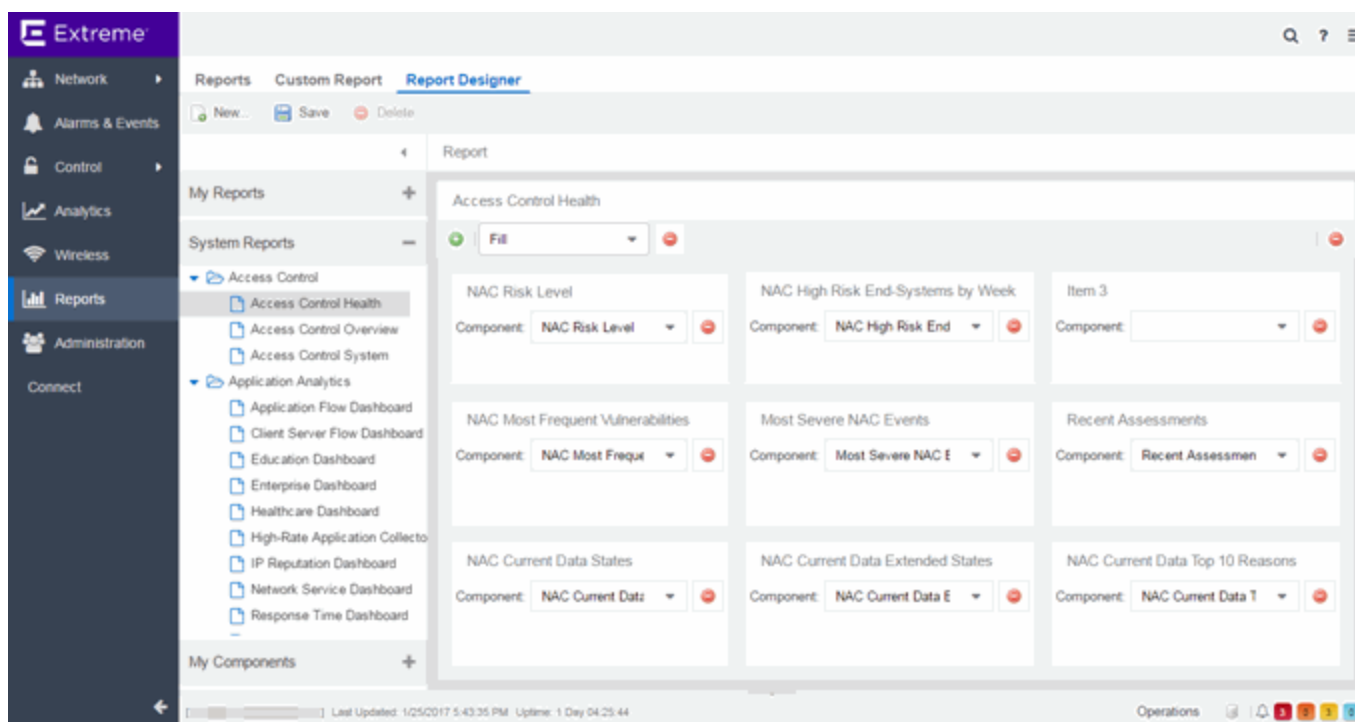 Extreme
Network
Alarms & Events
Control
Analytics
Wireless
Reports
Administration
Connect
?
Reports Custom Report Report Designer
New... Save Delete
Report
My Reports
System Reports
Access Control
Access Control Health
Access Control Overview
Access Control System
Application Analytics
Application Flow Dashboard
Client Server Flow Dashboard
Education Dashboard
Enterprise Dashboard
Healthcare Dashboard
High-Rate Application Collecto
IP Reputation Dashboard
Network Service Dashboard
Response Time Dashboard
My Components
Access Control Health
Fill
NAC Risk Level
Component: NAC Risk Level
NAC High Risk End-Systems by Week
Component: NAC High Risk End
Item 3
Component:
NAC Most Frequent Vulnerabilities
Component: NAC Most Freque
Most Severe NAC Events
Component: Most Severe NAC E
Recent Assessments
Component: Recent Assessmen
NAC Current Data States
Component: NAC Current Data
NAC Current Data Extended States
Component: NAC Current Data E
NAC Current Data Top 10 Reasons
Component: NAC Current Data T
Last Updated: 1/25/2017 5:43:35 PM Uptime: 1 Day 04:25:44
Operations 3 0 3 0